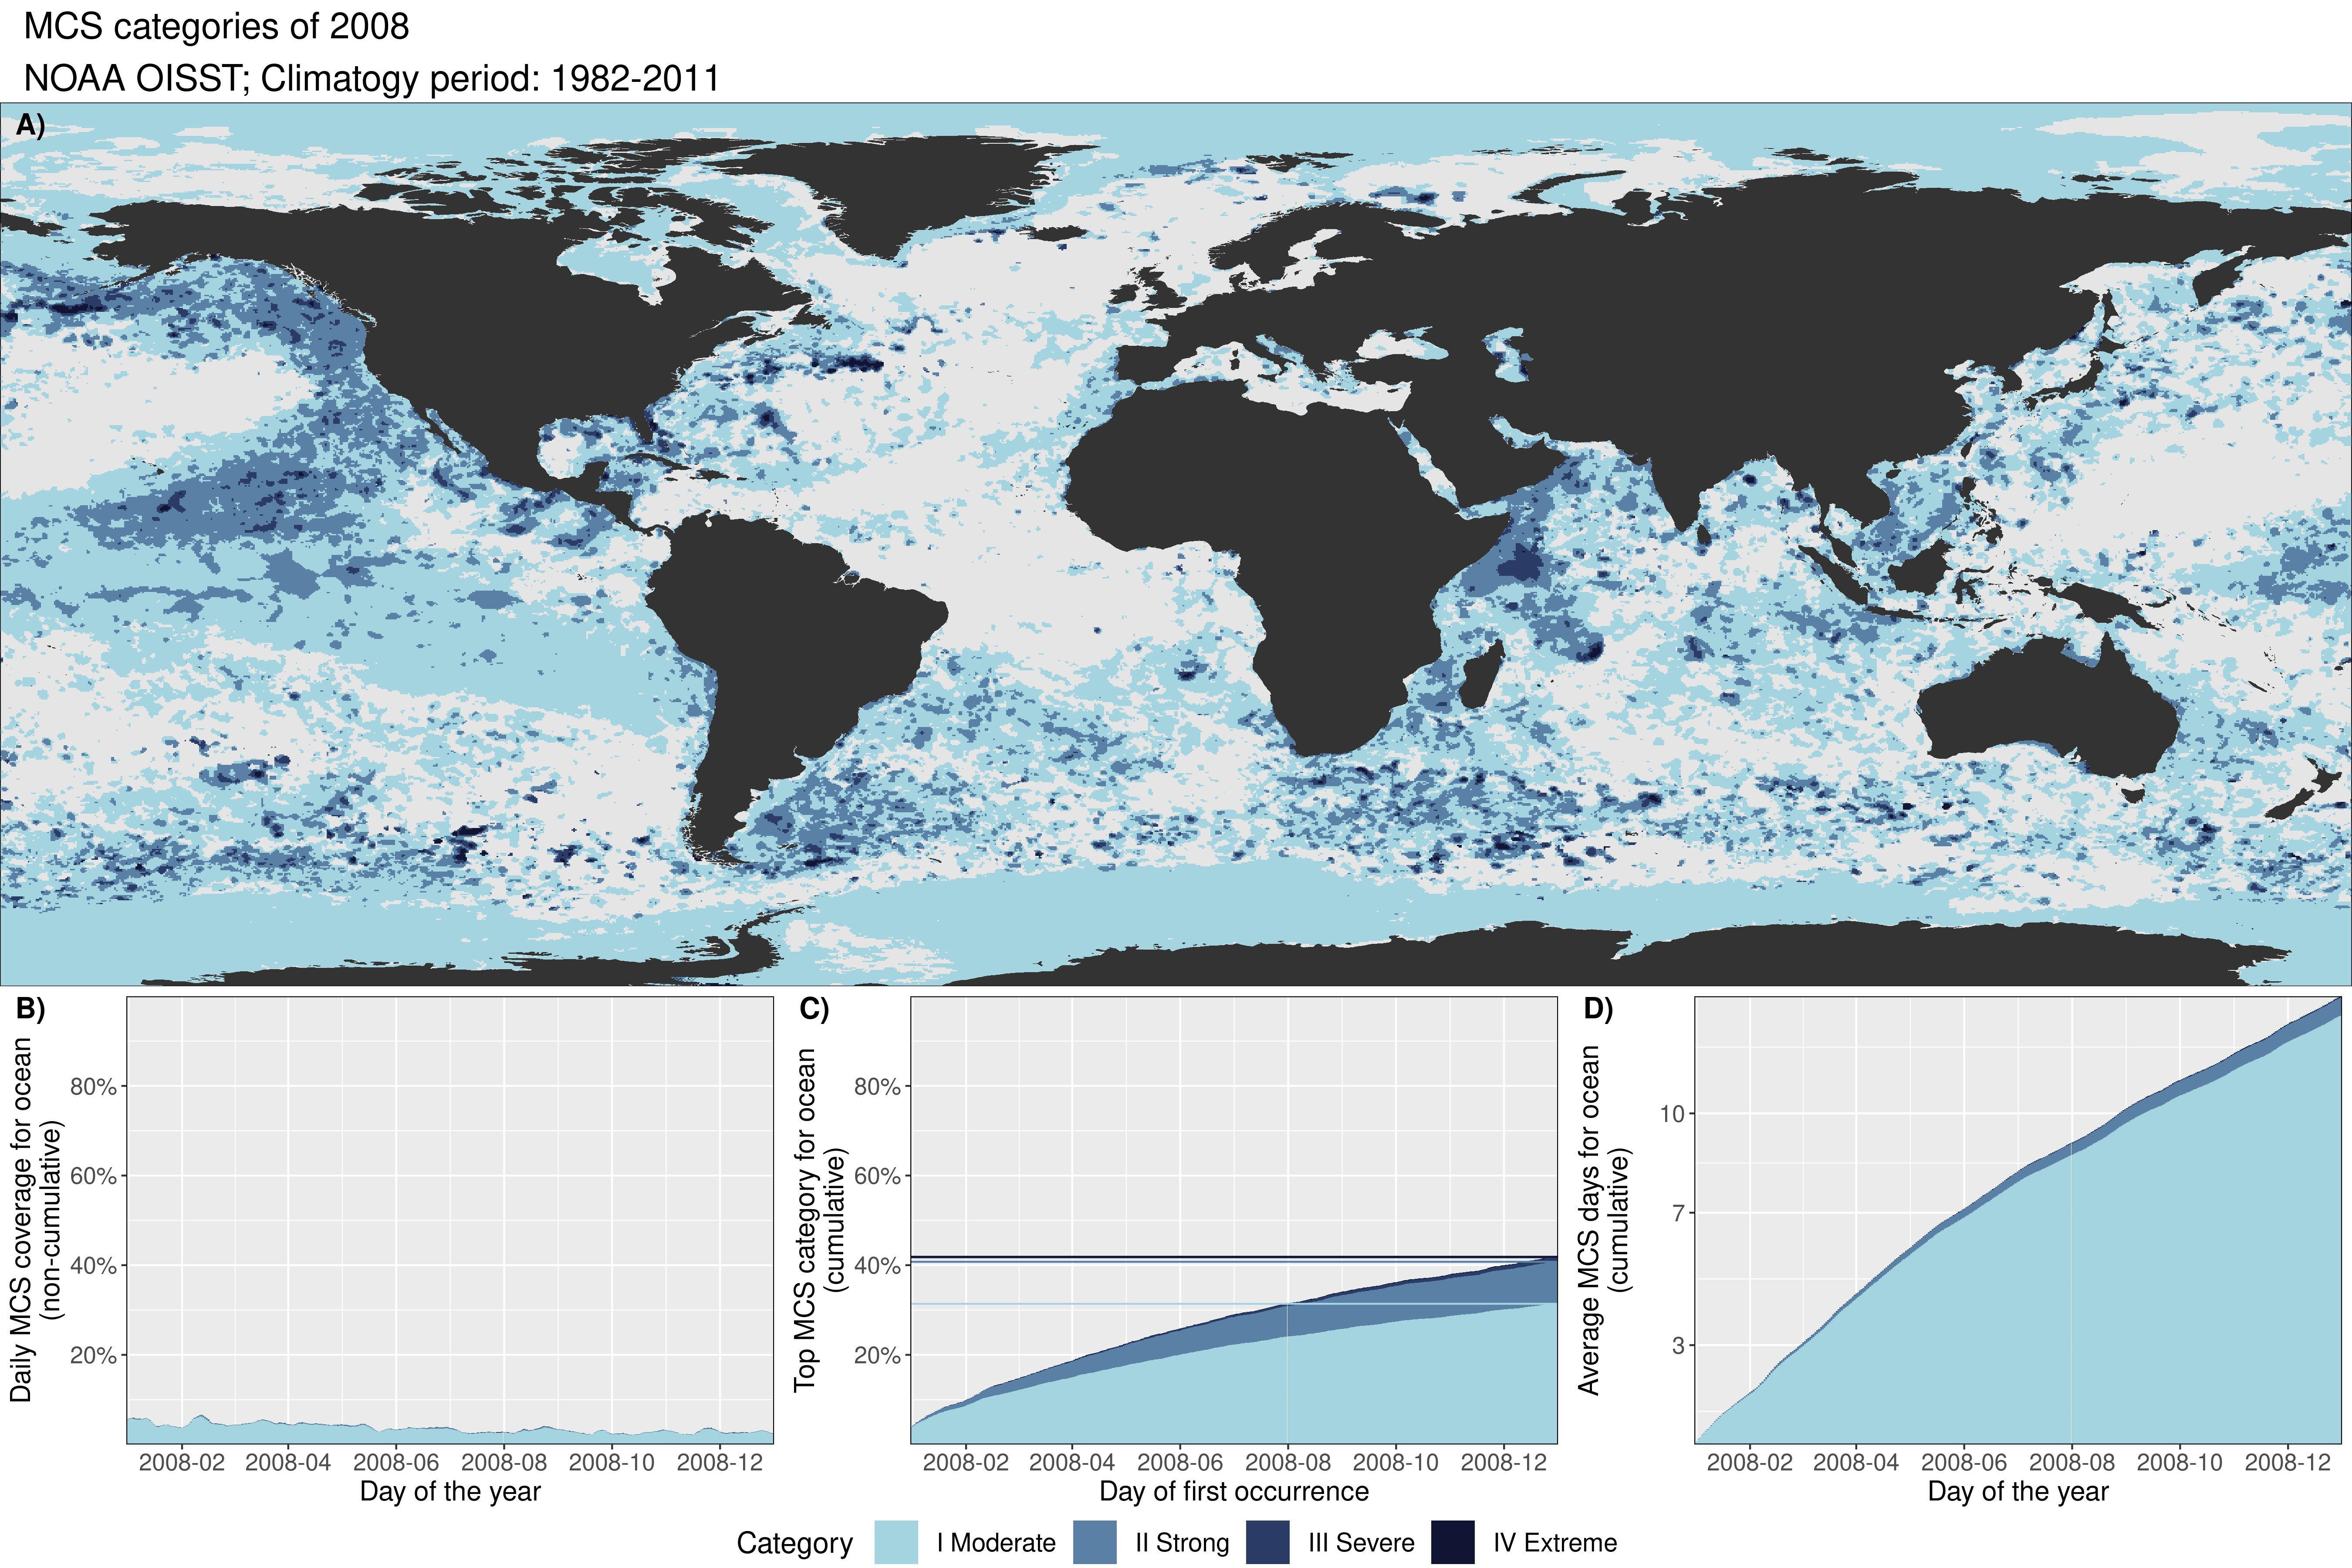 MCS categories of 2008
NOAA OISST; Climatogy period: 1982-2011
A)
B)
Daily MCS coverage for ocean
(non-cumulative)
80%
60%
40%
20%
2008-02 2008-04 2008-06 2008-08 2008-10 2008-12
Day of the year
C)
Top MCS category for ocean
(cumulative)
80%
60%
40%
20%
2008-02 2008-04 2008-06 2008-08 2008-10 2008-12
Day of first occurrence
D)
Average MCS days for ocean
(cumulative)
10
7
3
2008-02 2008-04 2008-06 2008-08 2008-10 2008-12
Day of the year
Category I Moderate II Strong III Severe IV Extreme